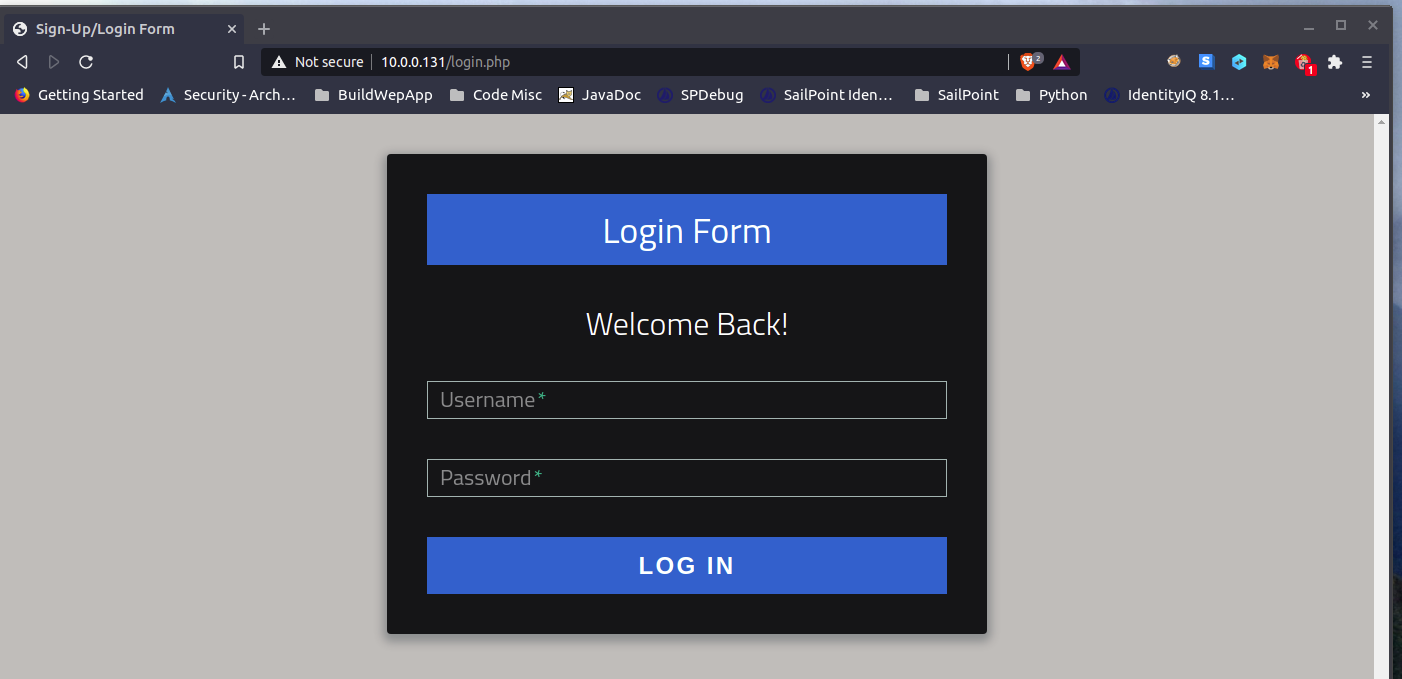 Sign-Up/Login Form
Not secure 10.0.0.131/login.php 2 S 1
Getting Started Security - Arch... BuildWepApp Code Misc JavaDoc SPDebug SailPoint Iden... SailPoint Python IdentityIQ 8.1... »
Login Form
Welcome Back!
Username*
Password*
LOG IN